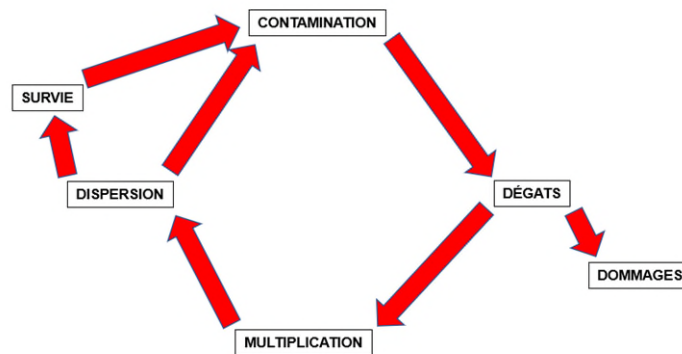 CONTAMINATION
SURVIE
DISPERSION
DÉGATS
DOMMAGES
MULTIPLICATION